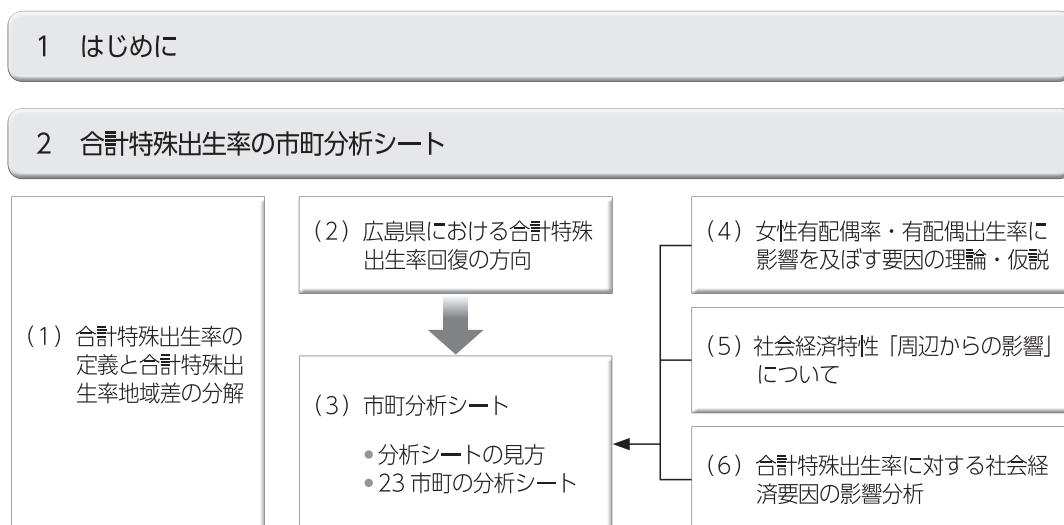 1 はじめに
2 合計特殊出生率の市町分析シート
(1) 合計特殊出生率の
定義と合計特殊出
生率地域差の分解
(2) 広島県における合計特殊
出生率回復の方向
(3) 市町分析シート
● 分析シートの見方
● 23市町の分析シート
(4) 女性有配偶率・有配偶出生率に
影響を及ぼす要因の理論・仮説
(5) 社会経済特性「周辺からの影響」
について
(6) 合計特殊出生率に対する社会経
済要因の影響分析